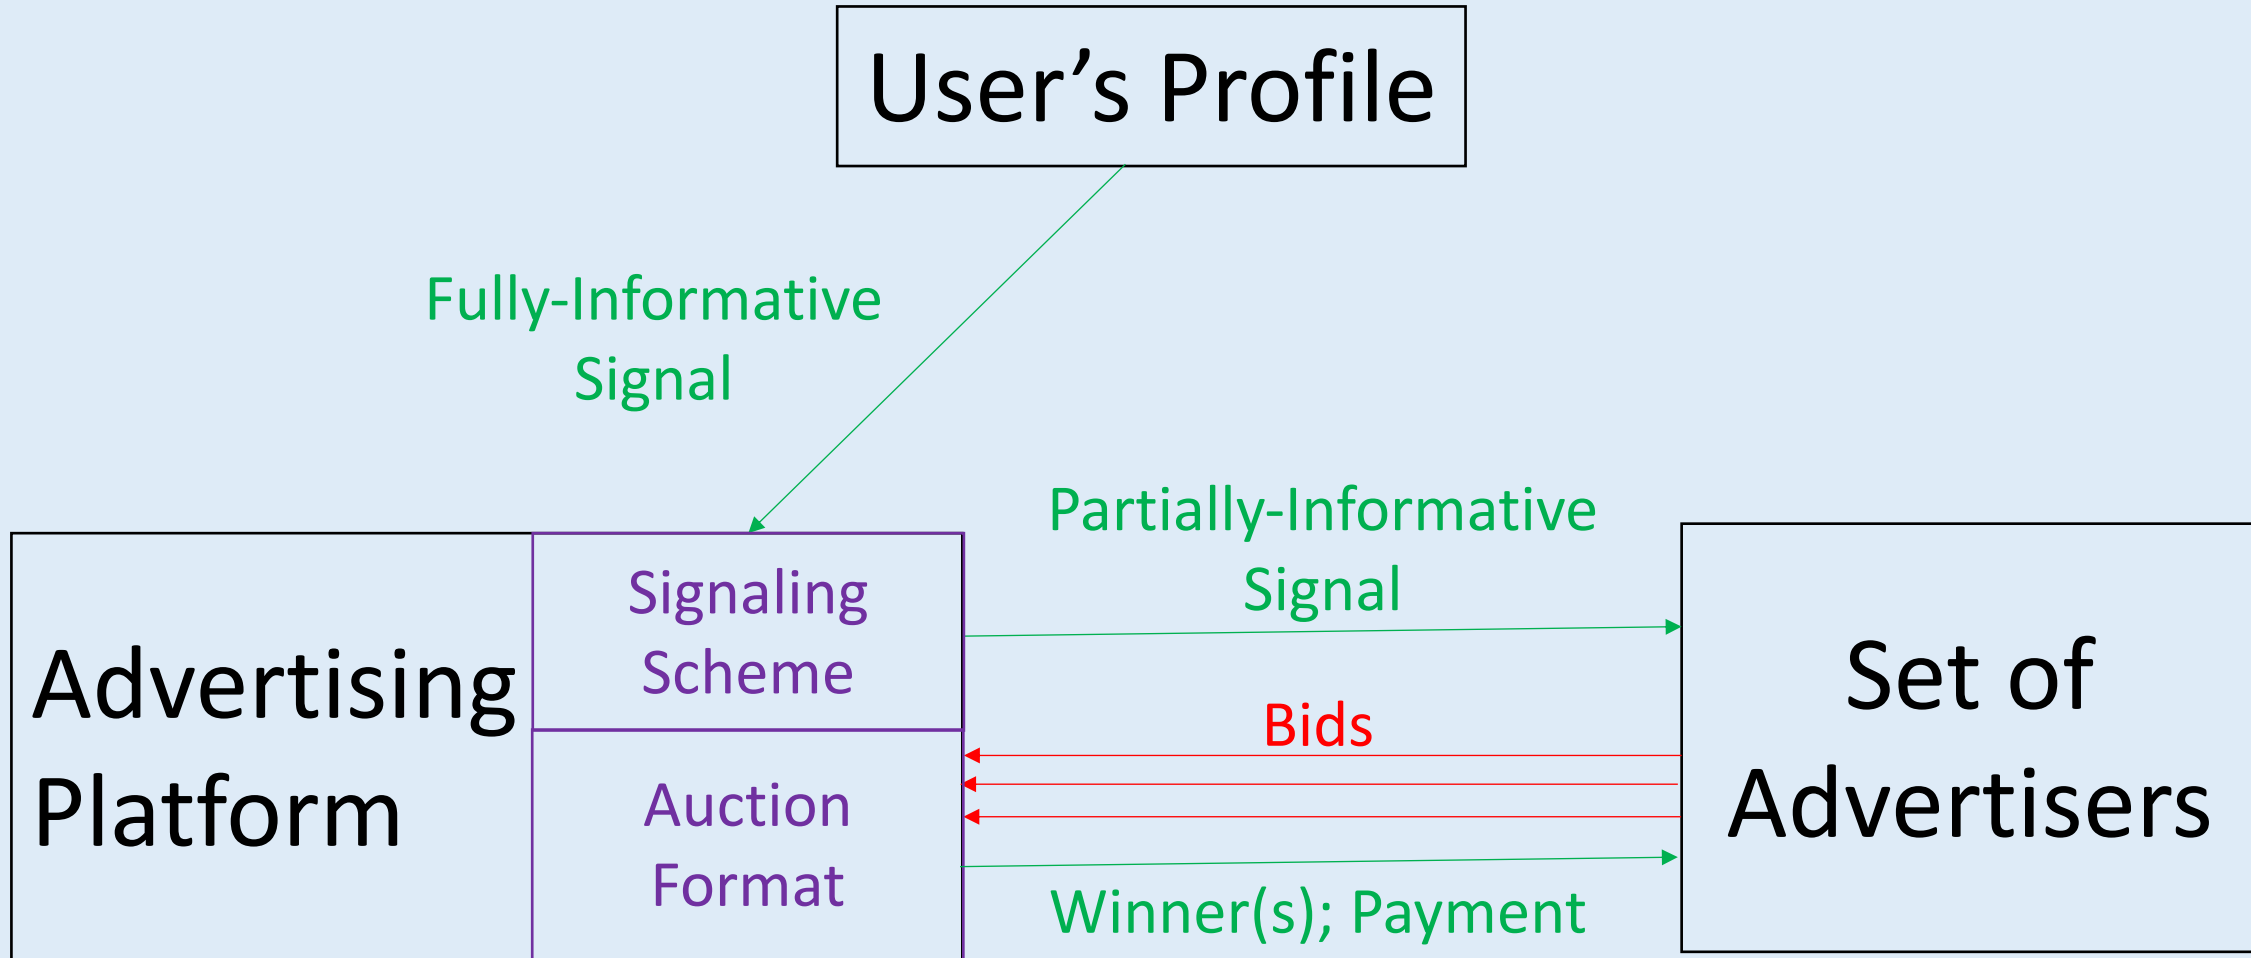 User’s Profile
Fully-Informative
Signal
Partially-Informative
Signal
Signaling
Scheme
Advertising
Platform
Auction
Format
Bids
Winner(s); Payment
Set of
Advertisers